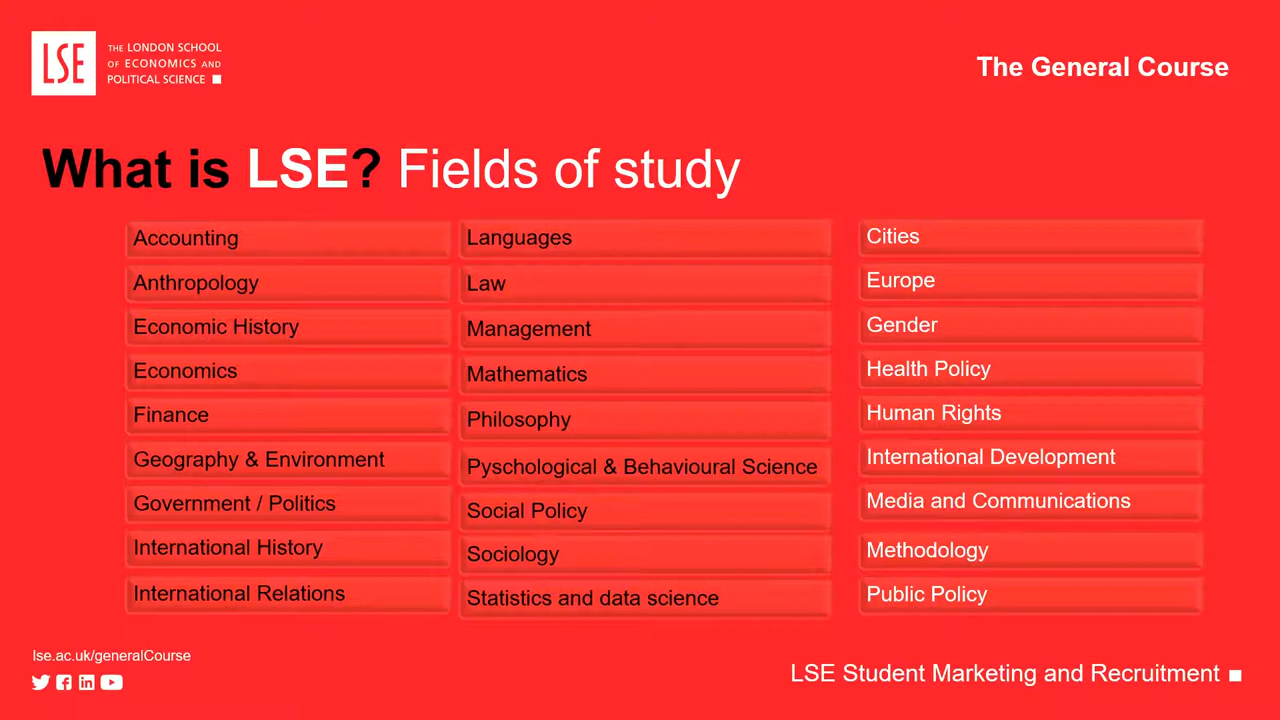 LSE
THE LONDON SCHOOL
OF ECONOMICS AND
POLITICAL SCIENCE
The General Course
What is LSE? Fields of study
Accounting
Anthropology
Economic History
Economics
Finance
Geography & Environment
Government / Politics
International History
International Relations
Languages
Law
Management
Mathematics
Philosophy
Pyschological & Behavioural Science
Social Policy
Sociology
Statistics and data science
Cities
Europe
Gender
Health Policy
Human Rights
International Development
Media and Communications
Methodology
Public Policy
lse.ac.uk/generalCourse
LSE Student Marketing and Recruitment